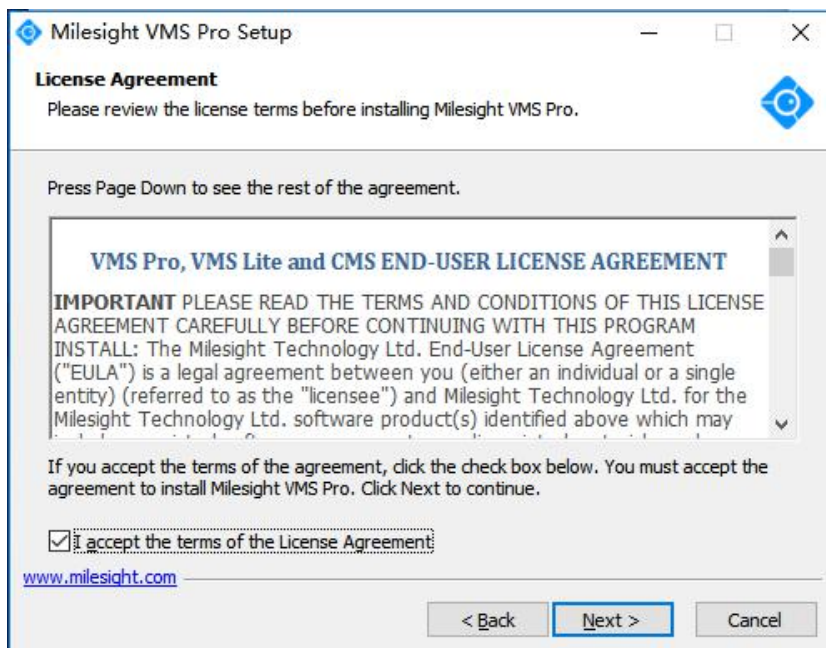 Milesight VMS Pro Setup
License Agreement
Please review the license terms before installing Milesight VMS Pro.
Press Page Down to see the rest of the agreement.
VMS Pro, VMS Lite and CMS END-USER LICENSE AGREEMENT
IMPORTANT PLEASE READ THE TERMS AND CONDITIONS OF THIS LICENSE
AGREEMENT CAREFULLY BEFORE CONTINUING WITH THIS PROGRAM
INSTALL: The Milesight Technology Ltd. End-User License Agreement
("EULA") is a legal agreement between you (either an individual or a single
entity) (referred to as the "licensee") and Milesight Technology Ltd. for the
Milesight Technology Ltd. software product(s) identified above which may
If you accept the terms of the agreement, click the check box below. You must accept the
agreement to install Milesight VMS Pro. Click Next to continue.
I accept the terms of the License Agreement
www.milesight.com
< Back Next > Cancel